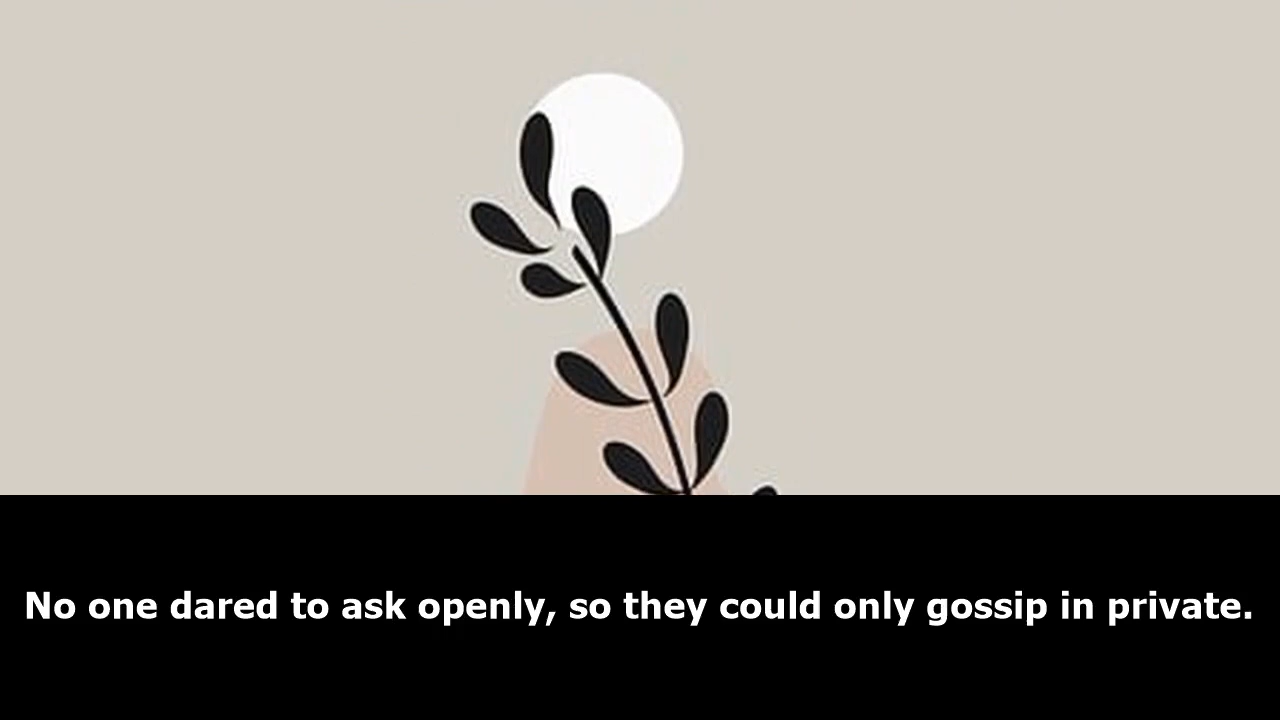 No one dared to ask openly, so they could only gossip in private.